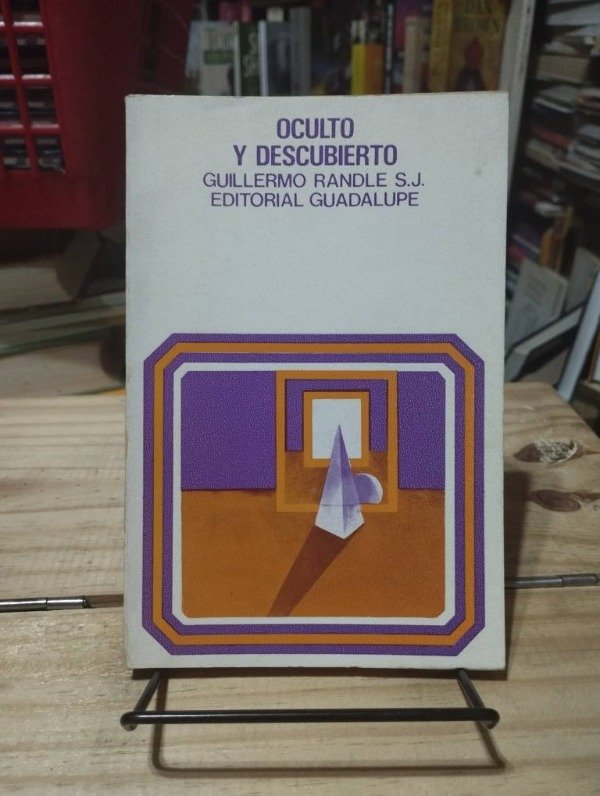 OCULTO
Y DESCUBIERTO
GUILLERMO RANDLE S.J.
EDITORIAL GUADALUPE